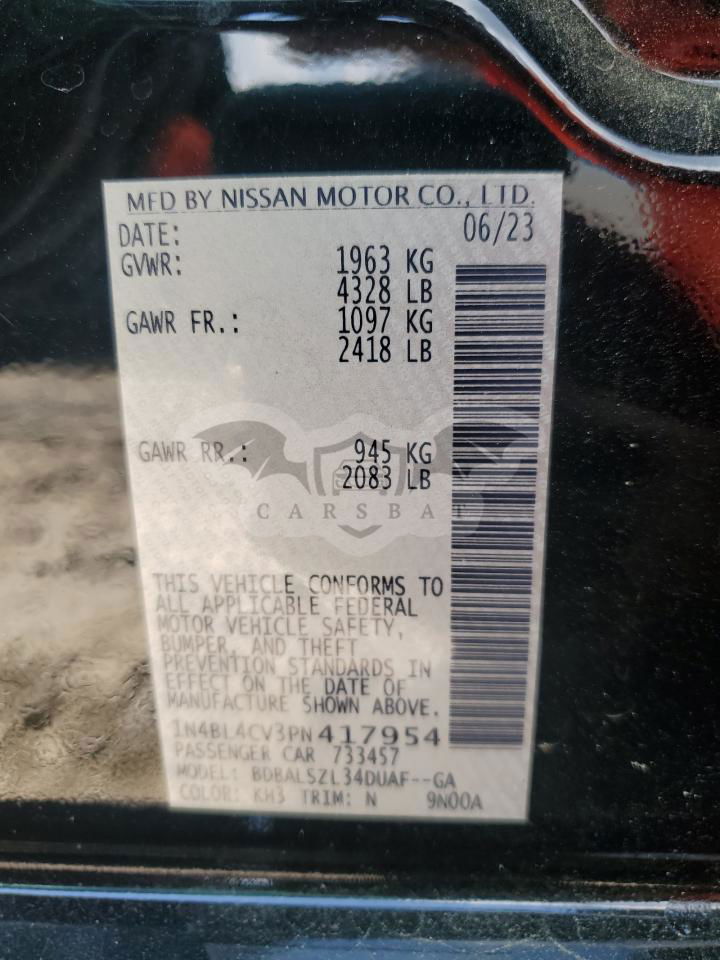 MFD BY NISSAN MOTOR CO., LTD.
DATE: 06/23
GVWR: 1963 KG
4328 LB
GAWR FR.: 1097 KG
2418 LB
GAWR RR.: 945 KG
2083 LB
CARSBAT
THIS VEHICLE CONFORMS TO
ALL APPLICABLE FEDERAL
MOTOR VEHICLE SAFETY,
BUMPER, AND THEFT
PREVENTION STANDARDS IN
EFFECT ON THE DATE OF
MANUFACTURE SHOWN ABOVE.
1N4BL4CV3PN417954
PASSENGER CAR 733457
MODEL: BDBALSZL34DUAF--GA
COLOR: KH3 TRIM: N 9N00A